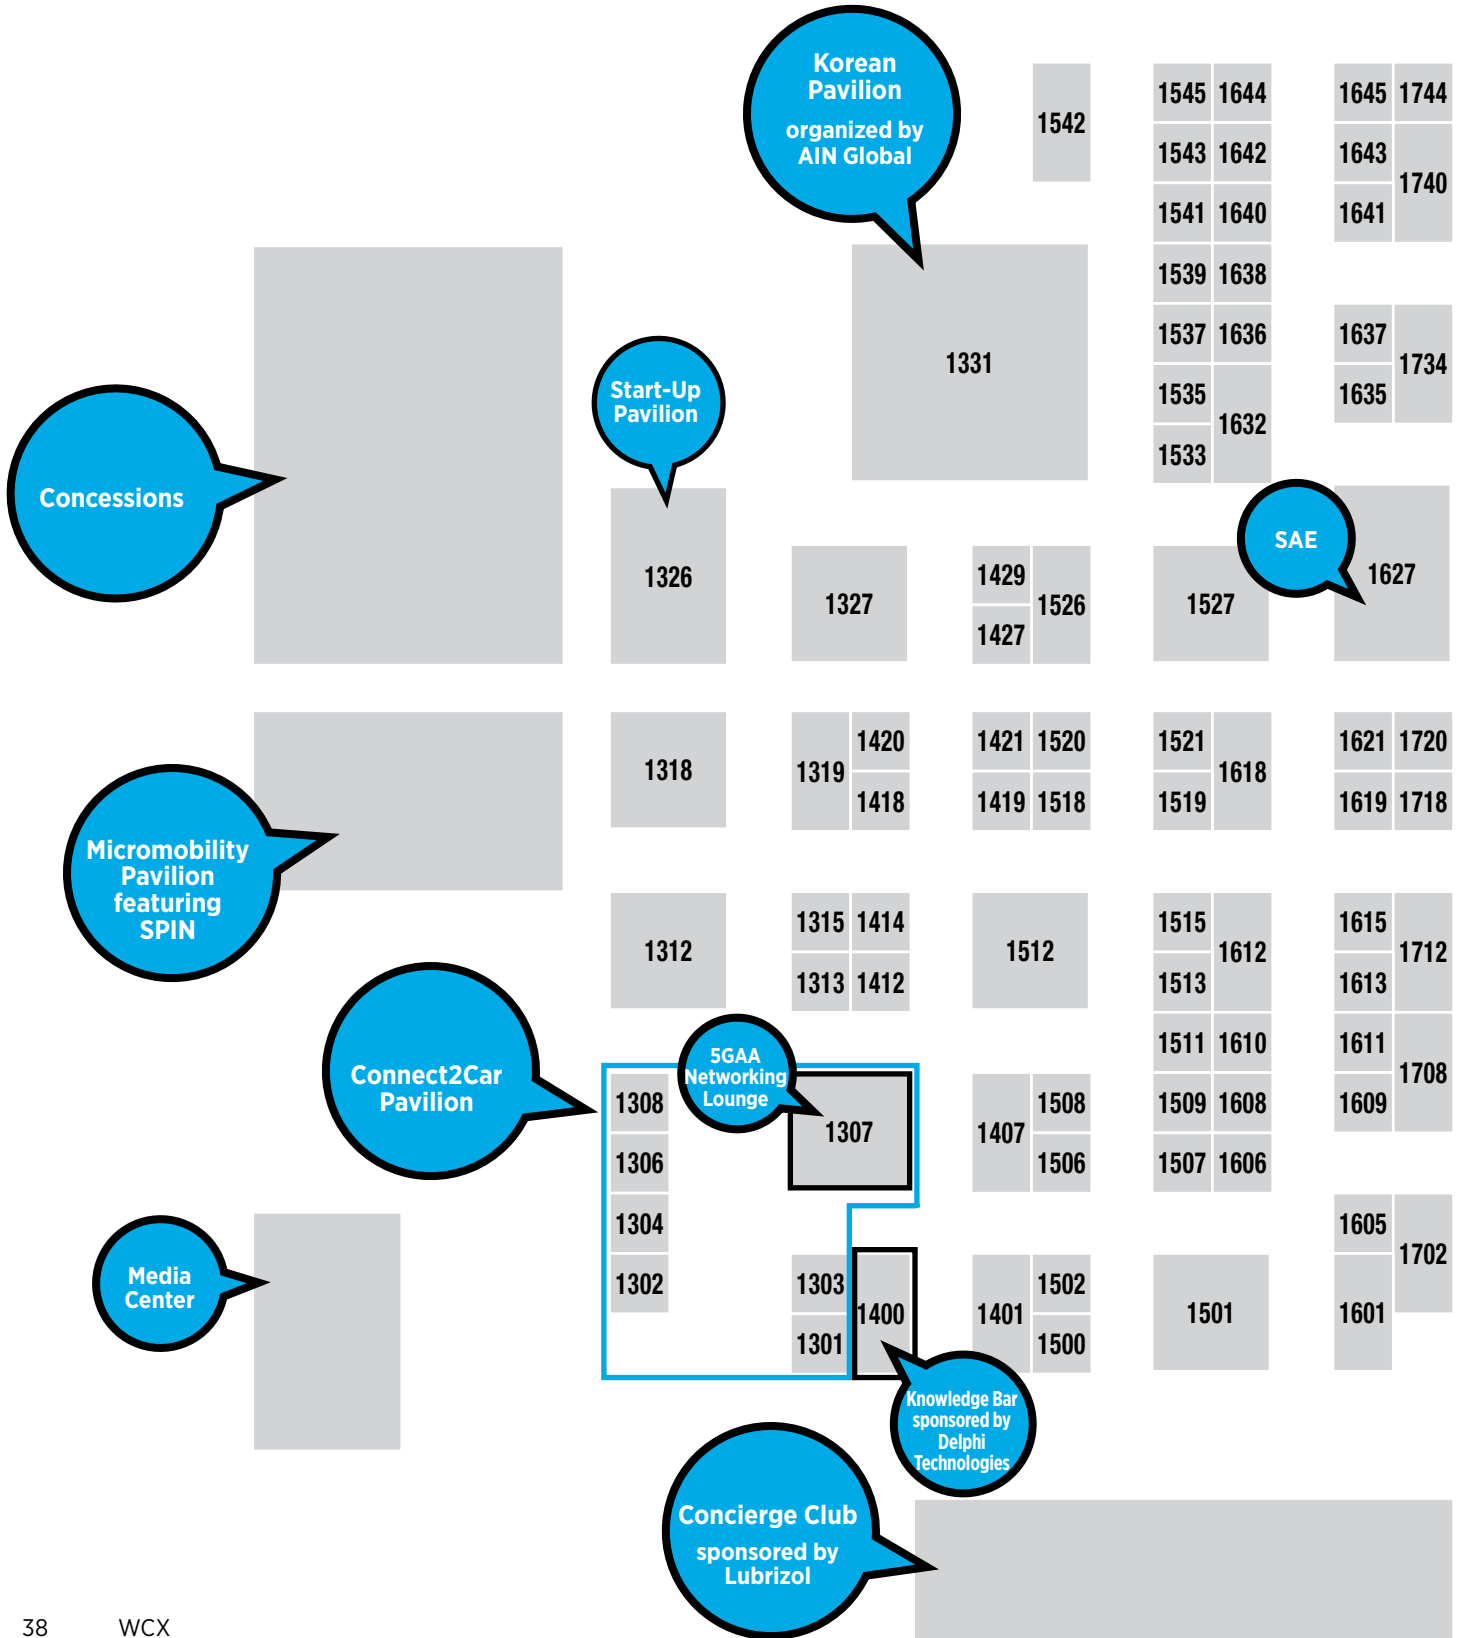 Korean
Pavilion
organized by
AIN Global
1542
1545 1644
1645 1744
1543 1642
1643
1740
1541 1640
1641
1539 1638
1331
1537 1636
1637
1734
1535
1635
1632
1533
Start-Up
Pavilion
Concessions
SAE
1326
1327
1429
1526
1427
1527
1627
1318
1319
1420
1418
1421 1520
1419 1518
1521
1618
1519
1621 1720
1619 1718
Micromobility
Pavilion
featuring
SPIN
1312
1315 1414
1313 1412
1512
1515
1612
1513
1615
1712
1613
1511 1610
1611
1708
1509 1608
1609
1507 1606
Connect2Car
Pavilion
5GAA
Networking
Lounge
1308
1307
1306
1304
1302
1407
1508
1506
1605
1702
1601
Media
Center
1303
1400
1301
1401
1502
1500
1501
Knowledge Bar
sponsored by
Delphi
Technologies
Concierge Club
sponsored by
Lubrizol
38 WCX